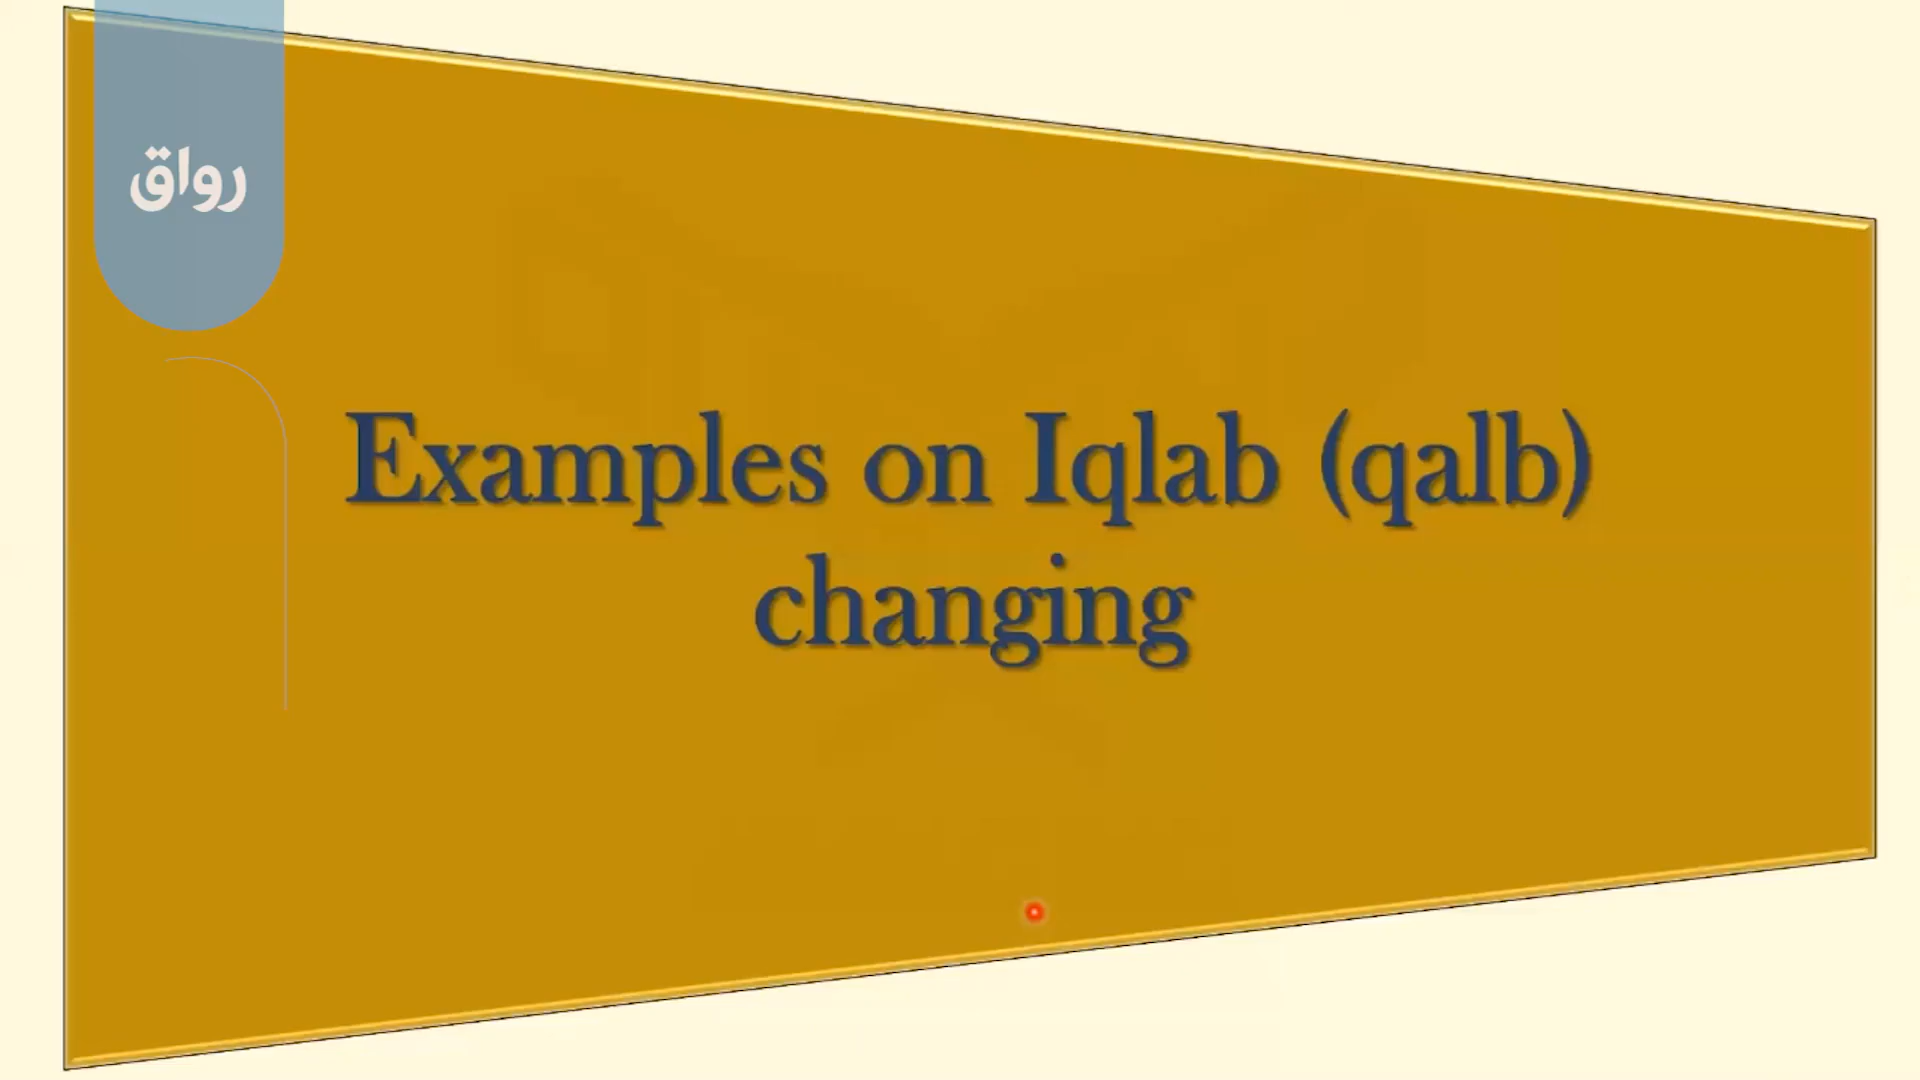 رواق
Examples on Iqlab (qalb)
changing